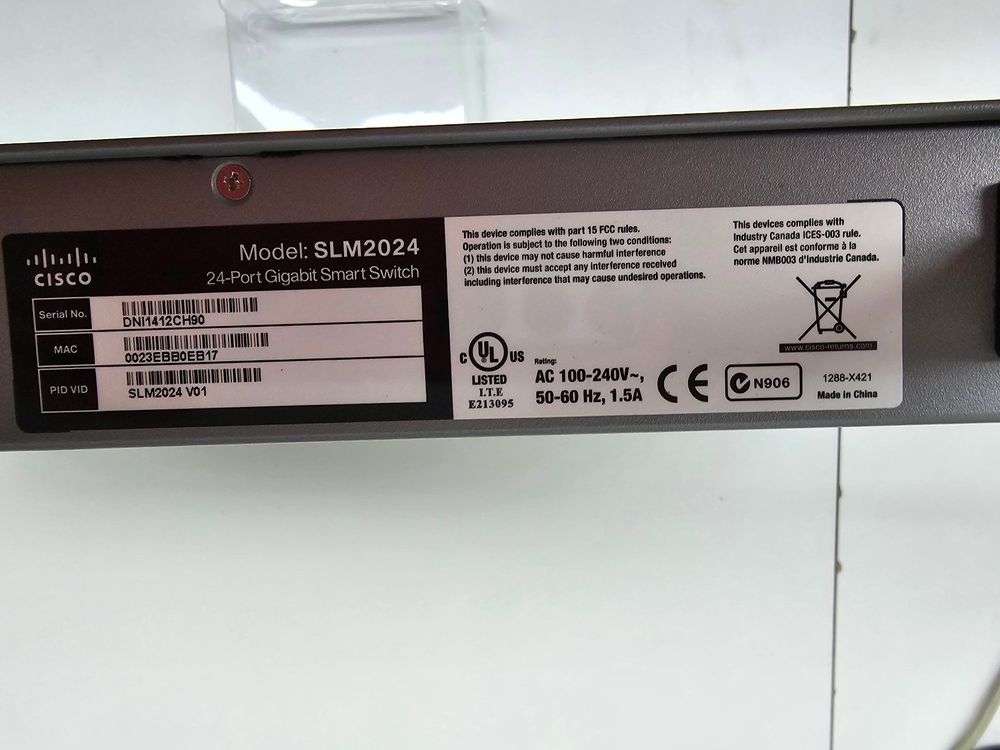 CISCO
Model: SLM2024
24-Port Gigabit Smart Switch
Serial No.
DNI1412CH90
MAC
0023EBB0EB17
PID VID
SLM2024 V01
This device complies with part 15 FCC rules.
Operation is subject to the following two conditions:
(1) this device may not cause harmful interference
(2) this device must accept any interference received
including interference that may cause undesired operations.
This devices complies with
Industry Canada ICES-003 rule.
Cet appareil est conforme à la
norme NMB003 d'Industrie Canada.
www.cisco-returns.com
C UL US
LISTED
I.T.E
E213095
Rating:
AC 100-240V~,
50-60 Hz, 1.5A
CE
N906
1288-X421
Made in China